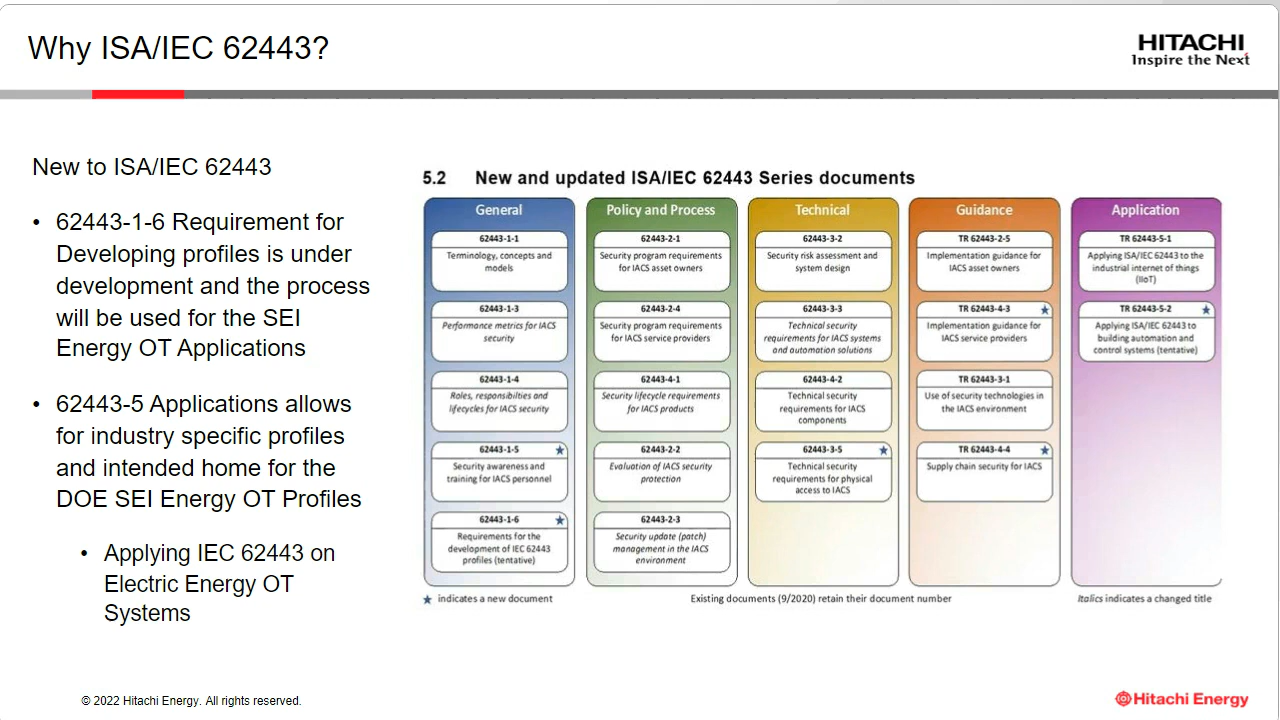 Why ISA/IEC 62443?
HITACHI
Inspire the Next
New to ISA/IEC 62443
• 62443-1-6 Requirement for
Developing profiles is under
development and the process
will be used for the SEI
Energy OT Applications
• 62443-5 Applications allows
for industry specific profiles
and intended home for the
DOE SEI Energy OT Profiles
• Applying IEC 62443 on
Electric Energy OT
Systems
5.2 New and updated ISA/IEC 62443 Series documents
General
62443-1-1
Terminology, concepts and
models
62443-1-3
Performance metrics for IACS
security
62443-1-4
Roles, responsibilties and
lifecycles for IACS security
62443-1-5 ★
Security awareness and
training for IACS personnel
62443-1-6 ★
Requirements for the
development of IEC 62443
profiles (tentative)
Policy and Process
62443-2-1
Security program requirements
for IACS asset owners
62443-2-4
Security program requirements
for IACS service providers
62443-4-1
Security lifecycle requirements
for IACS products
62443-2-2
Evaluation of IACS security
protection
62443-2-3
Security update (patch)
management in the IACS
environment
Technical
62443-3-2
Security risk assessment and
system design
62443-3-3
Technical security
requirements for IACS systems
and automation solutions
62443-4-2
Technical security
requirements for IACS
components
62443-3-5 ★
Technical security
requirements for physical
access to IACS
Guidance
TR 62443-2-5
Implementation guidance for
IACS asset owners
TR 62443-4-3 ★
Implementation guidance for
IACS service providers
TR 62443-3-1
Use of security technologies in
the IACS environment
TR 62443-4-4 ★
Supply chain security for IACS
Application
TR 62443-5-1
Applying ISA/IEC 62443 to the
industrial internet of things
(IIoT)
TR 62443-5-2 ★
Applying ISA/IEC 62443 to
building automation and
control systems (tentative)
★ indicates a new document
Existing documents (9/2020) retain their document number
Italics indicates a changed title
© 2022 Hitachi Energy. All rights reserved.
Hitachi Energy